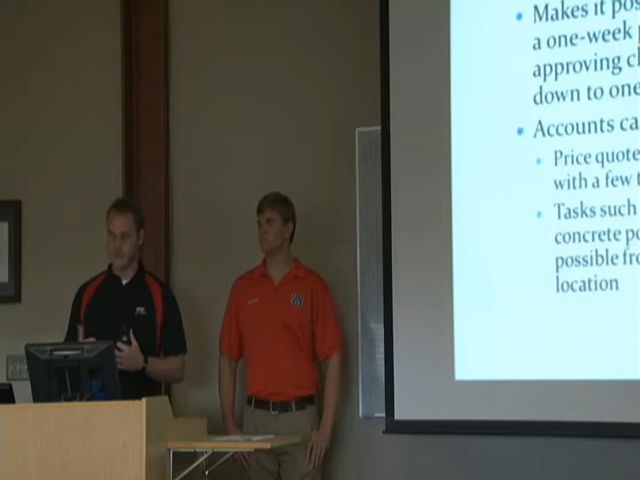 Makes it pos
a one-week
approving c
down to one
Accounts ca
Price quote
with a few
Tasks such
concrete po
possible fro
location